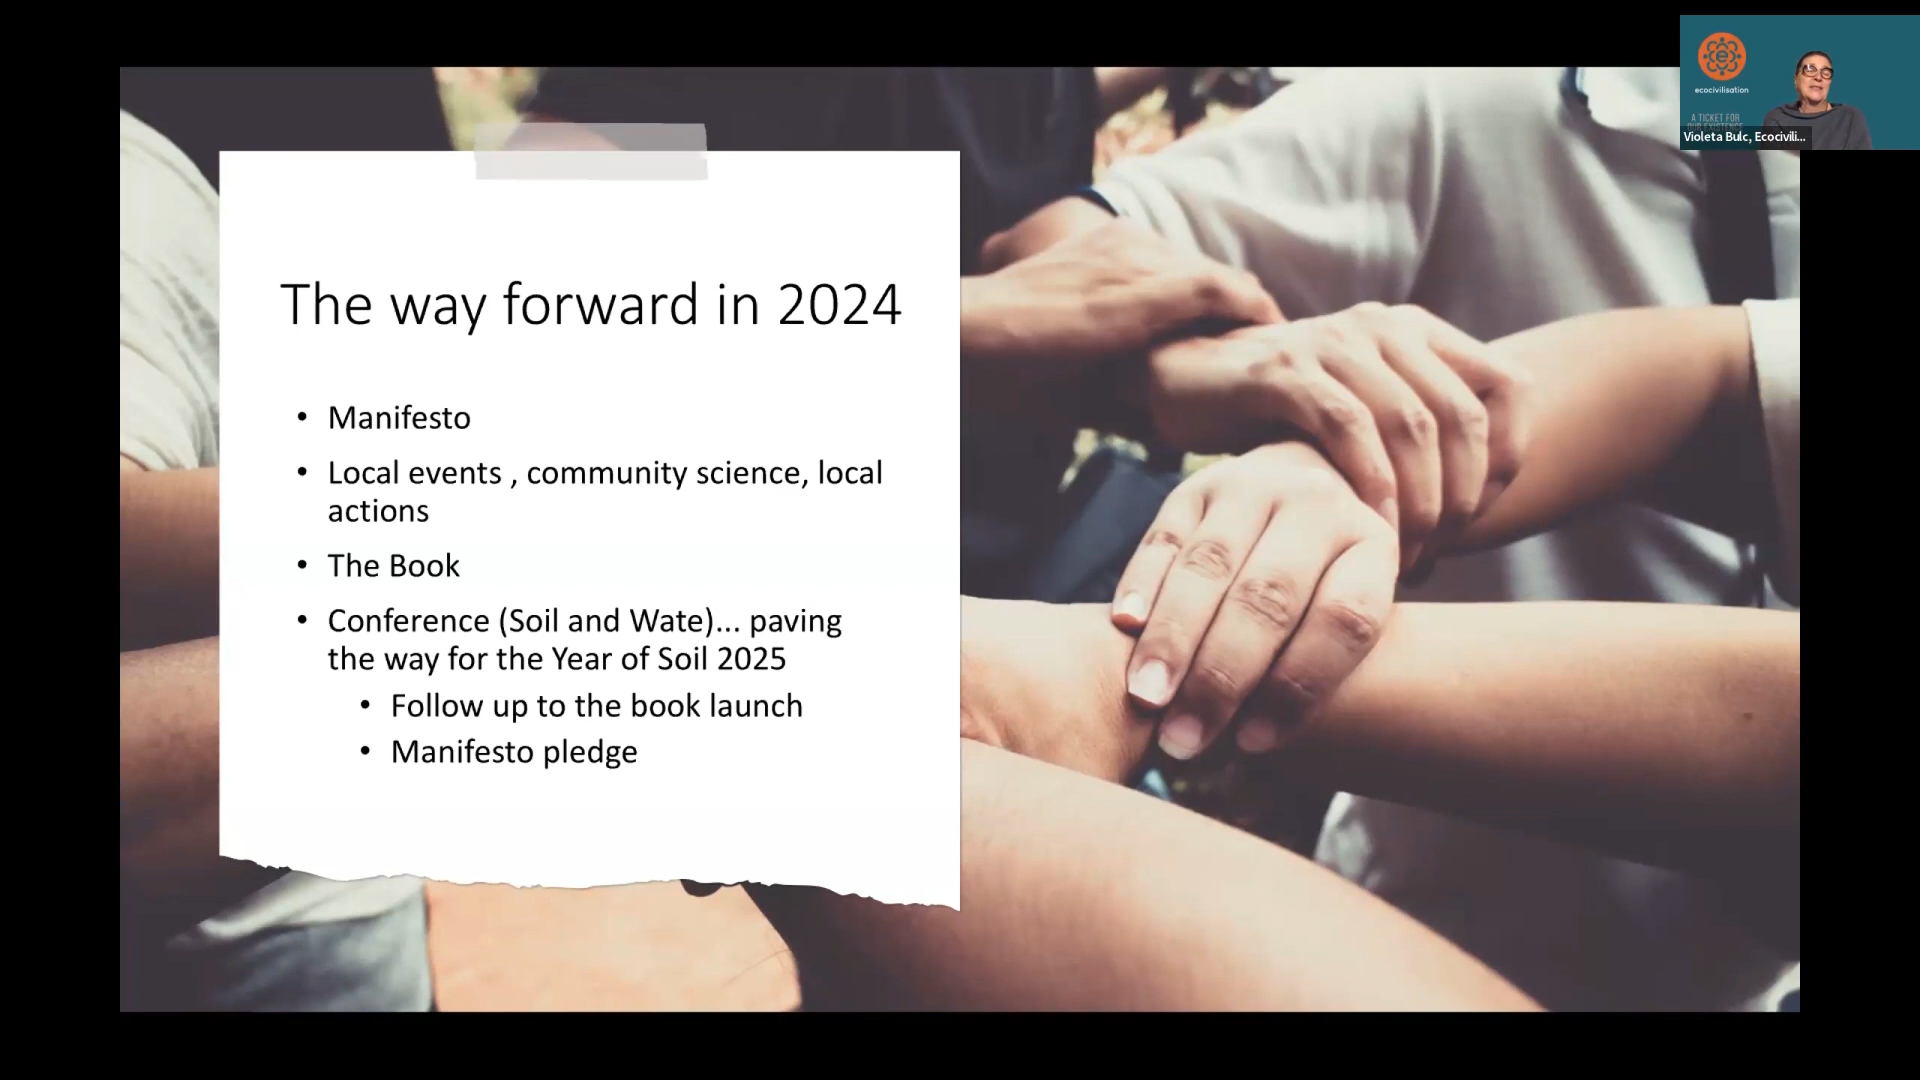 ecocivilisation
A TICKET FOR
Violeta Bulc, Ecocivili...
The way forward in 2024
• Manifesto
• Local events , community science, local
actions
• The Book
• Conference (Soil and Wate)... paving
the way for the Year of Soil 2025
• Follow up to the book launch
• Manifesto pledge